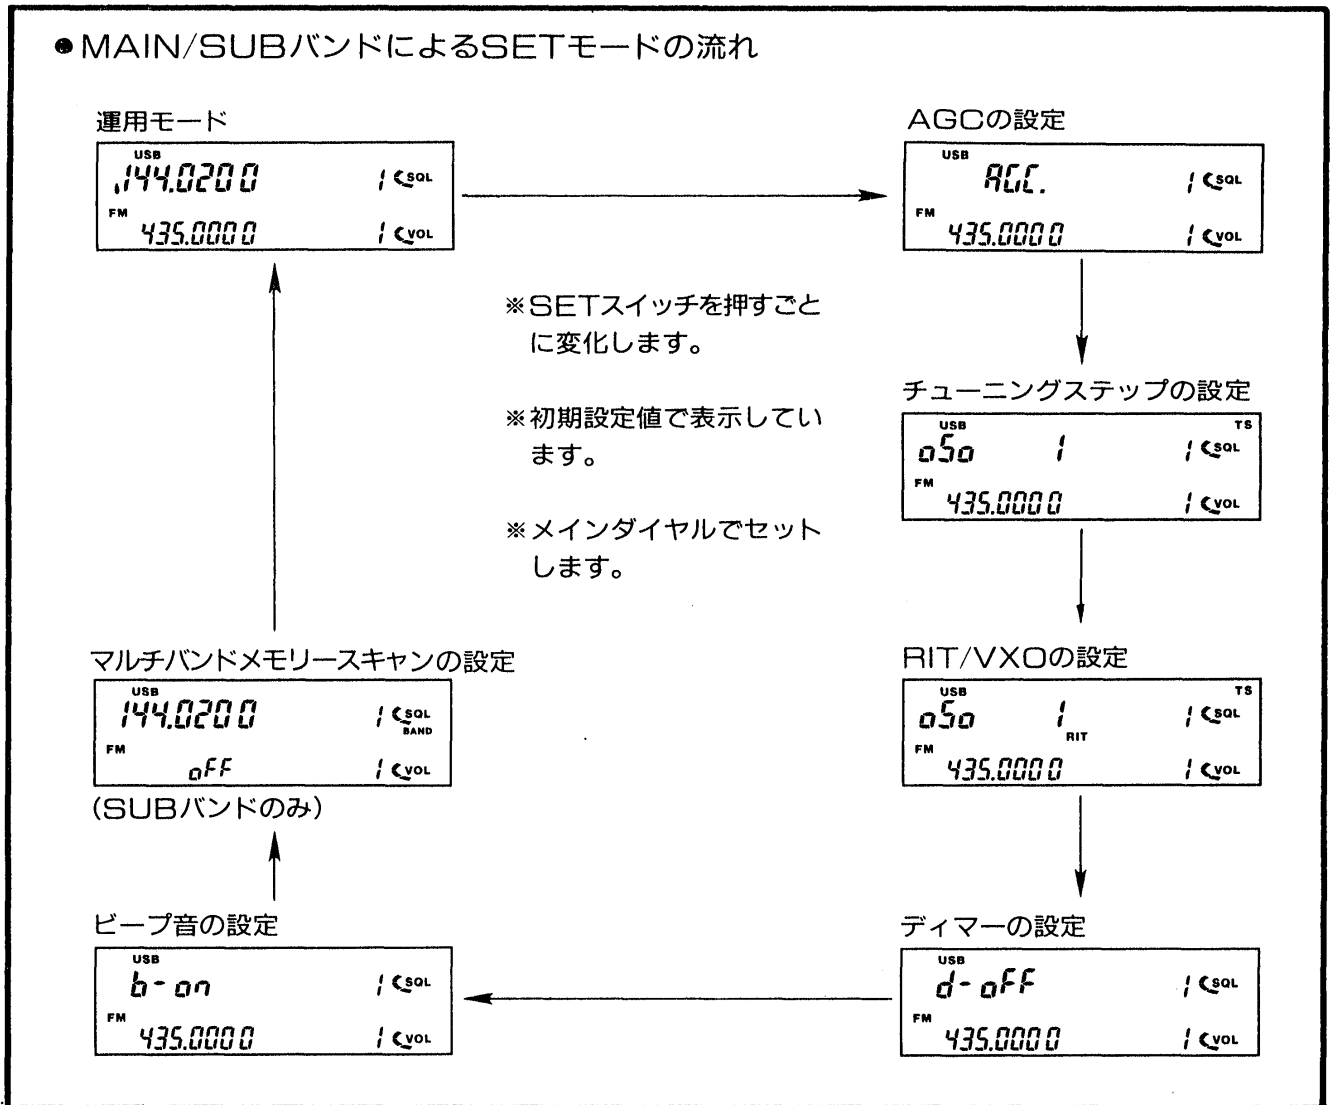 ●MAIN/SUBバンドによるSETモードの流れ
運用モード
USB
144.0200 1 SQL
FM
435.0000 1 VOL
AGCの設定
USB
AGC. 1 SQL
FM
435.0000 1 VOL
※SETスイッチを押すごと
に変化します。
※初期設定値で表示してい
ます。
※メインダイヤルでセット
します。
チューニングステップの設定
USB TS
oSo 1 1 SQL
FM
435.0000 1 VOL
RIT/VXOの設定
USB TS
oSo 1 1 SQL
RIT
FM
435.0000 1 VOL
マルチバンドメモリースキャンの設定
USB
144.0200 1 SQL
BAND
FM
oFF 1 VOL
(SUBバンドのみ)
ディマーの設定
USB
d-oFF 1 SQL
FM
435.0000 1 VOL
ビープ音の設定
USB
b-on 1 SQL
FM
435.0000 1 VOL